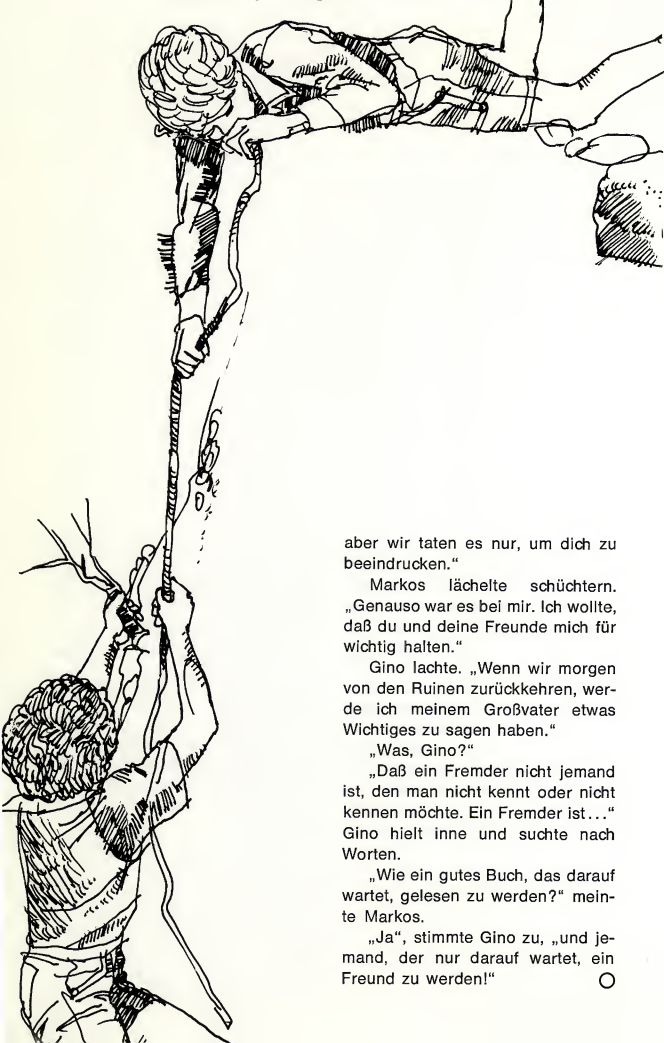 aber wir taten es nur, um dich zu
beeindrucken.“
Markos lächelte schüchtern.
„Genauso war es bei mir. Ich wollte,
daß du und deine Freunde mich für
wichtig halten.“
Gino lachte. „Wenn wir morgen
von den Ruinen zurückkehren, wer-
de ich meinem Großvater etwas
Wichtiges zu sagen haben.“
„Was, Gino?“
„Daß ein Fremder nicht jemand
ist, den man nicht kennt oder nicht
kennen möchte. Ein Fremder ist...“
Gino hielt inne und suchte nach
Worten.
„Wie ein gutes Buch, das darauf
wartet, gelesen zu werden?“ mein-
te Markos.
„Ja“, stimmte Gino zu, „und je-
mand, der nur darauf wartet, ein
Freund zu werden!“